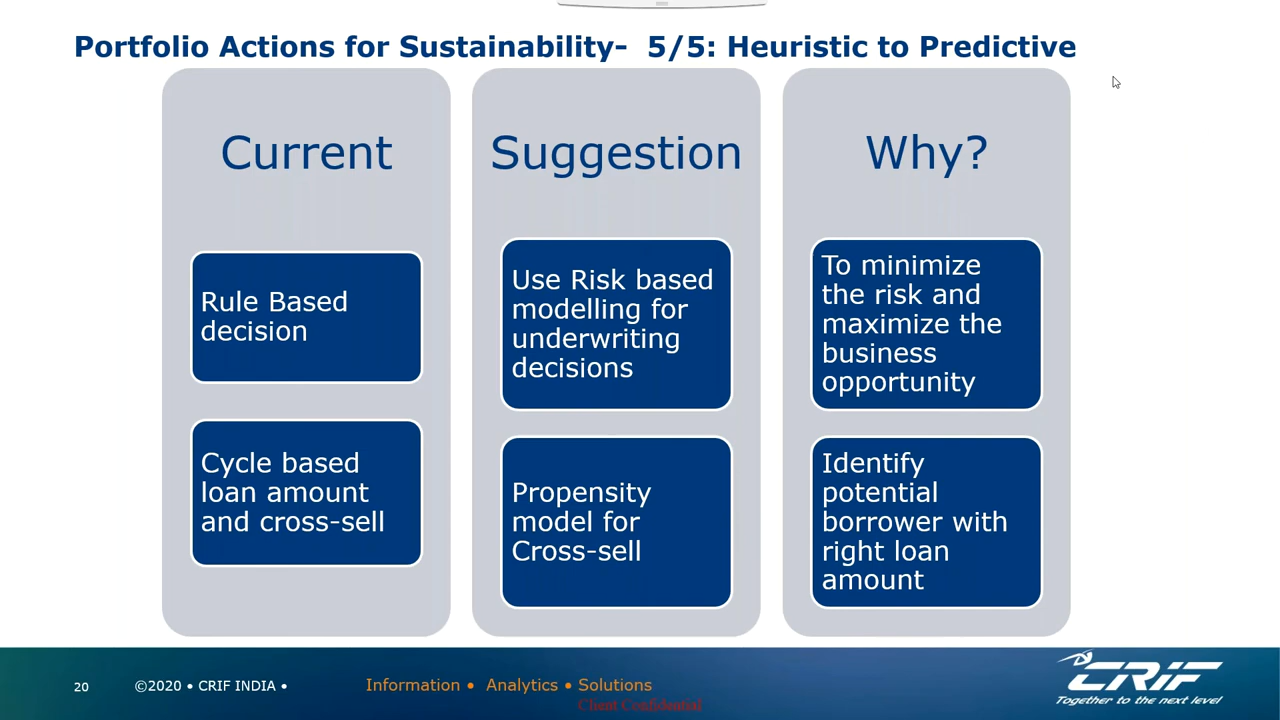 Portfolio Actions for Sustainability-  5/5: Heuristic to Predictive
Current
Rule Based
decision
Cycle based
loan amount
and cross-sell
Suggestion
Use Risk based
modelling for
underwriting
decisions
Propensity
model for
Cross-sell
Why?
To minimize
the risk and
maximize the
business
opportunity
Identify
potential
borrower with
right loan
amount
20
©2020 • CRIF INDIA •
Information • Analytics • Solutions
Client Confidential
CRIF
Together to the next level